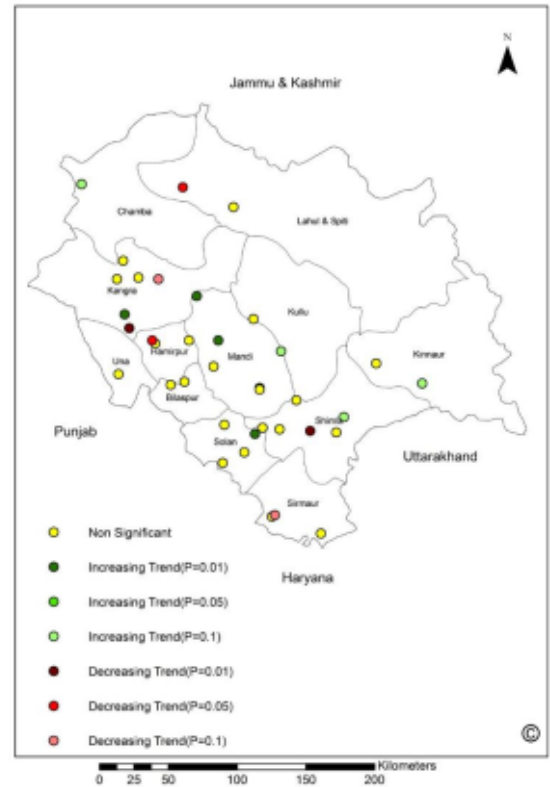 N
Jammu & Kashmir
Chamba
Lahul & Spiti
Kangra
Kullu
Kinnaur
Hamirpur
Mandi
Una
Bilaspur
Punjab
Shimla
Solan
Uttarakhand
Sirmaur
Non Significant
Haryana
Increasing Trend(P=0.01)
Increasing Trend(P=0.05)
Increasing Trend(P=0.1)
Decreasing Trend(P=0.01)
Decreasing Trend(P=0.05)
©
Decreasing Trend(P=0.1)
Kilometers
0 25 50 100 150 200